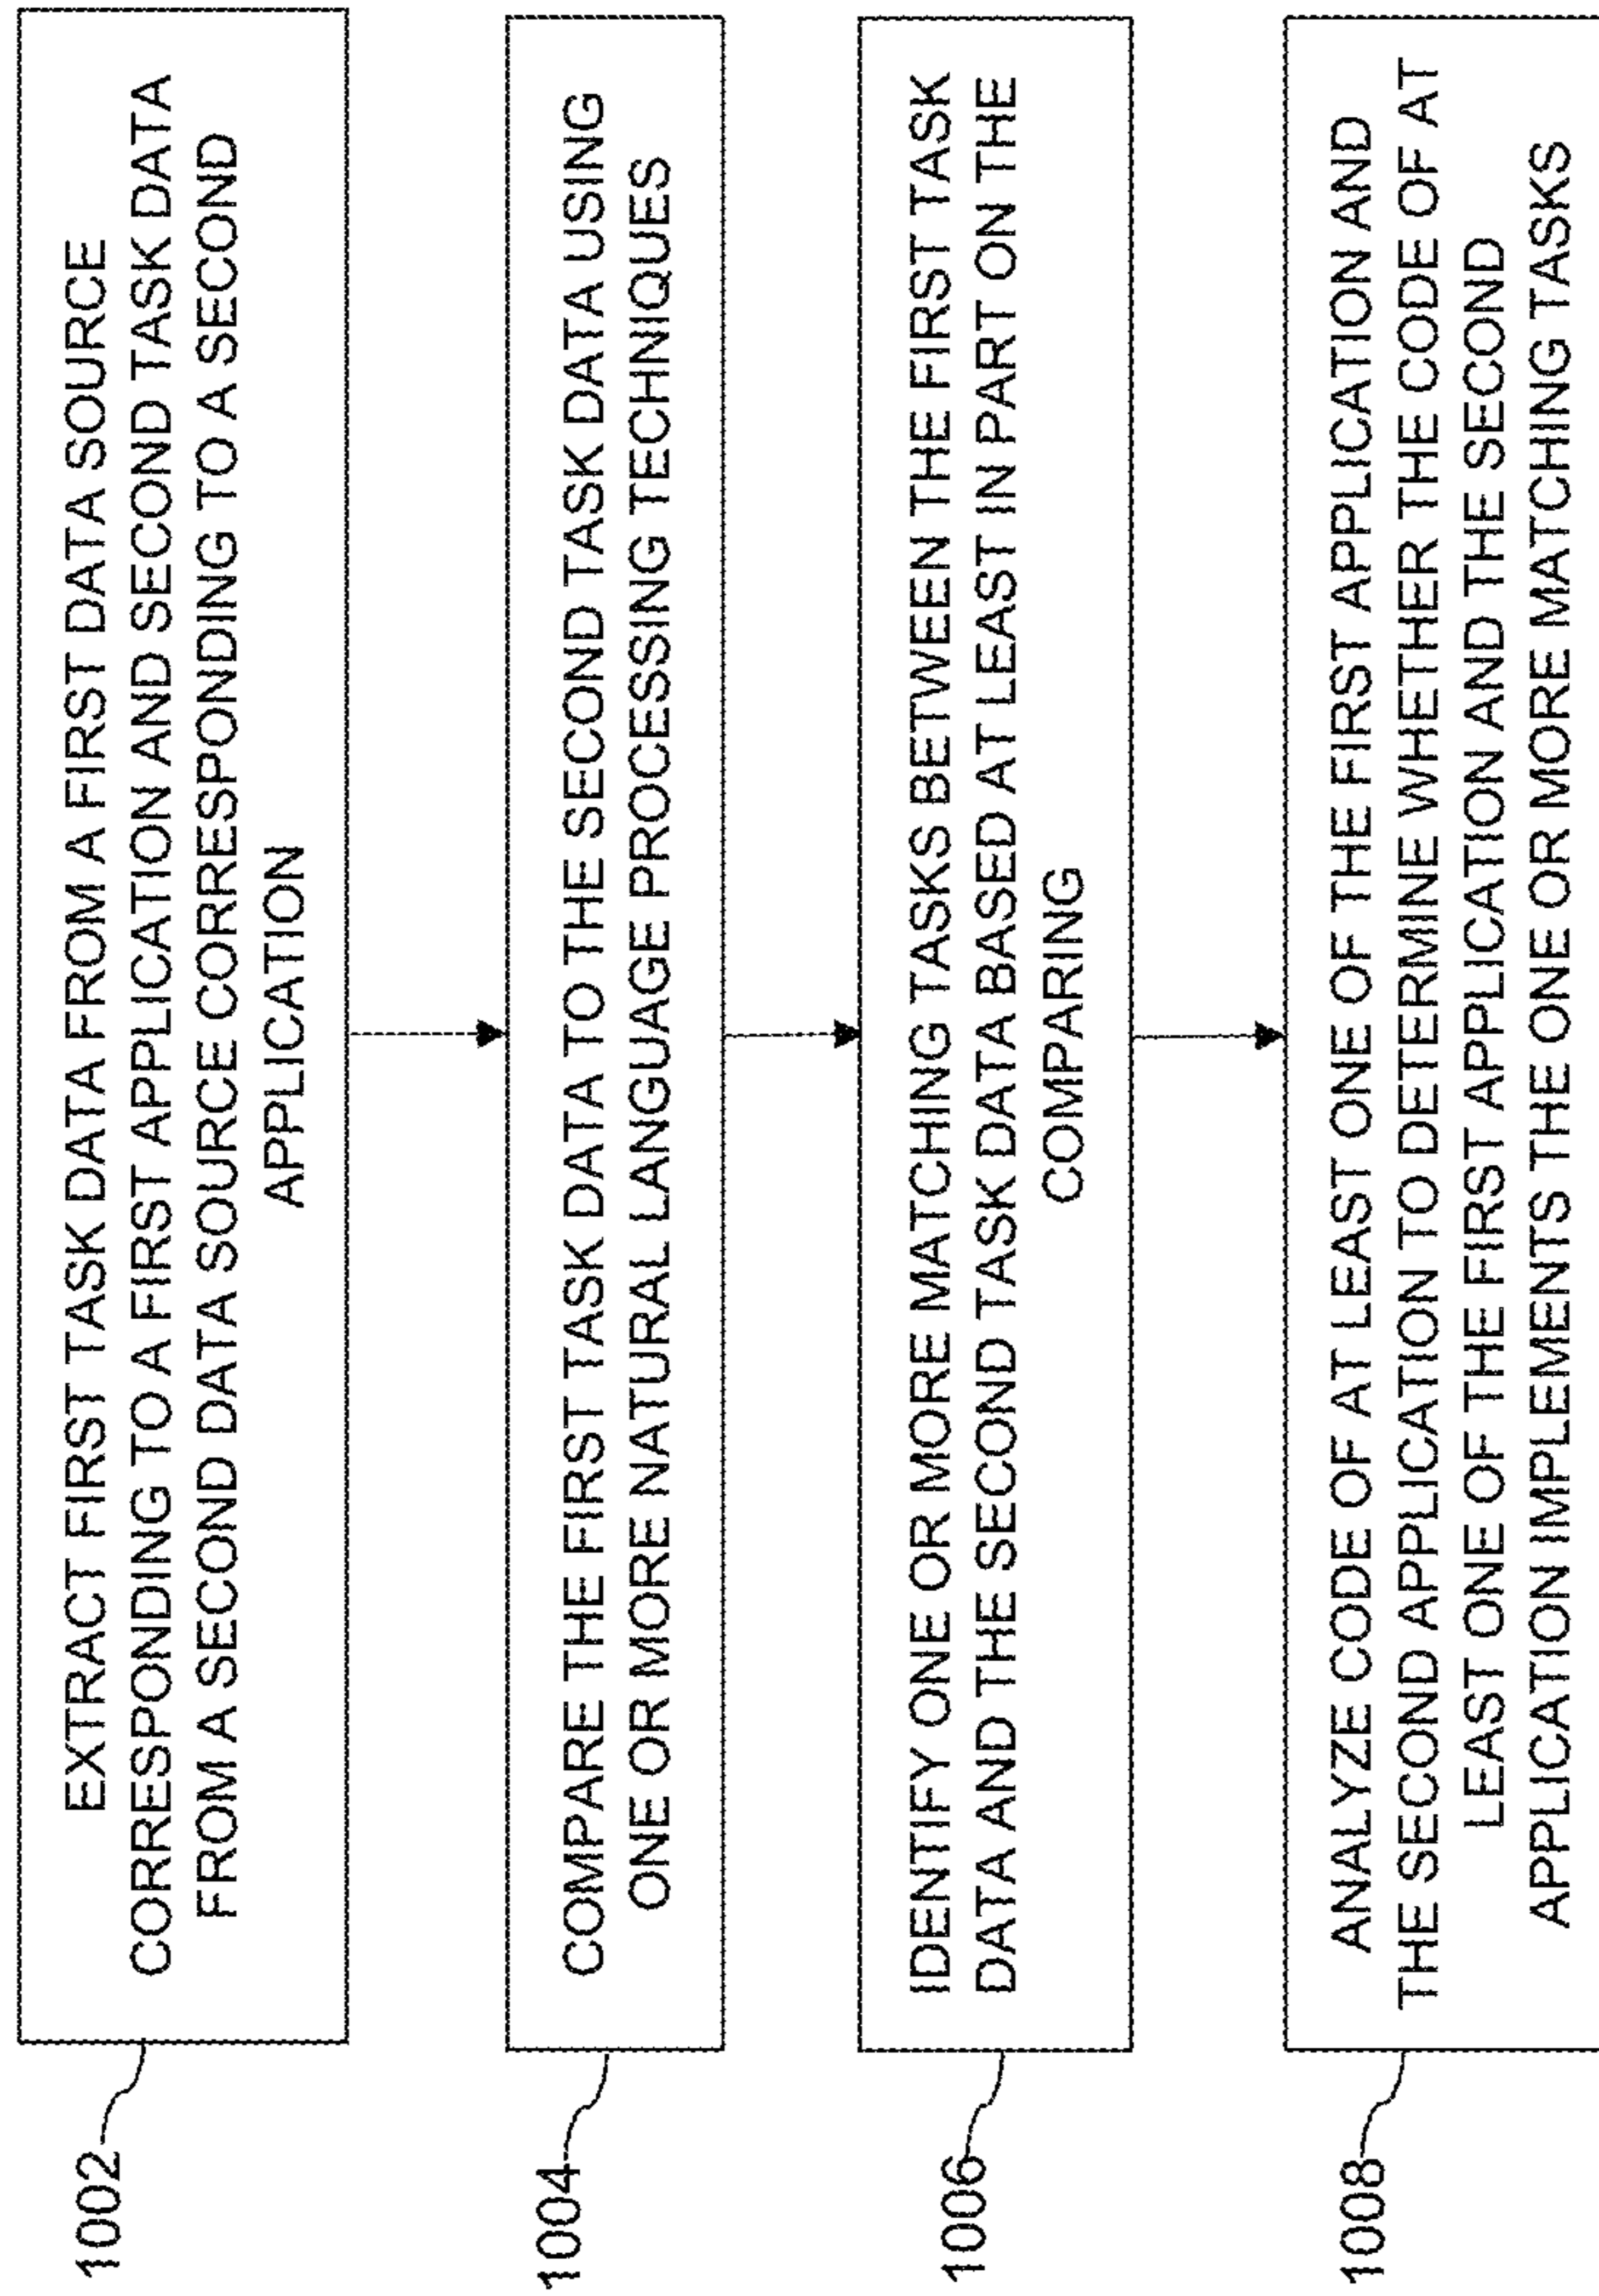 1002
EXTRACT FIRST TASK DATA FROM A FIRST DATA SOURCE
CORRESPONDING TO A FIRST APPLICATION AND SECOND TASK DATA
FROM A SECOND DATA SOURCE CORRESPONDING TO A SECOND
APPLICATION
1004
COMPARE THE FIRST TASK DATA TO THE SECOND TASK DATA USING
ONE OR MORE NATURAL LANGUAGE PROCESSING TECHNIQUES
1006
IDENTIFY ONE OR MORE MATCHING TASKS BETWEEN THE FIRST TASK
DATA AND THE SECOND TASK DATA BASED AT LEAST IN PART ON THE
COMPARING
1008
ANALYZE CODE OF AT LEAST ONE OF THE FIRST APPLICATION AND
THE SECOND APPLICATION TO DETERMINE WHETHER THE CODE OF AT
LEAST ONE OF THE FIRST APPLICATION AND THE SECOND
APPLICATION IMPLEMENTS THE ONE OR MORE MATCHING TASKS